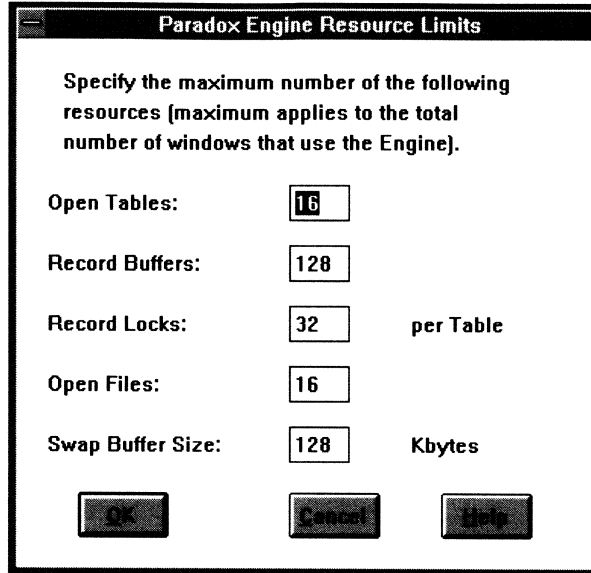 Paradox Engine Resource Limits
Specify the maximum number of the following
resources (maximum applies to the total
number of windows that use the Engine).
Open Tables: 16
Record Buffers: 128
Record Locks: 32 per Table
Open Files: 16
Swap Buffer Size: 128 Kbytes
OK Cancel Help